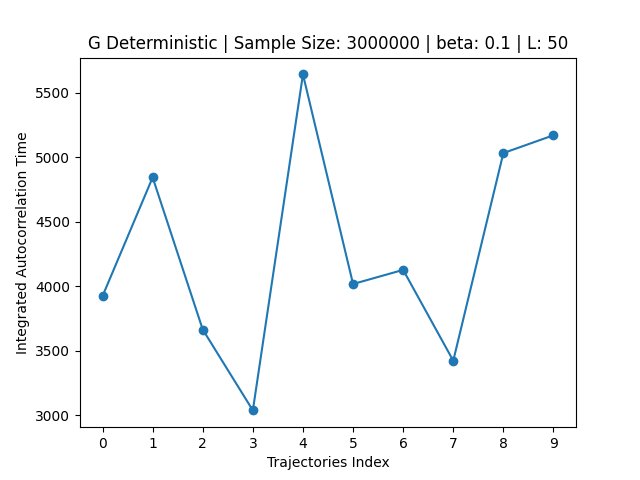 G Deterministic | Sample Size: 3000000 | beta: 0.1 | L: 50
Integrated Autocorrelation Time
5500
5000
4500
4000
3500
3000
0 1 2 3 4 5 6 7 8 9
Trajectories Index